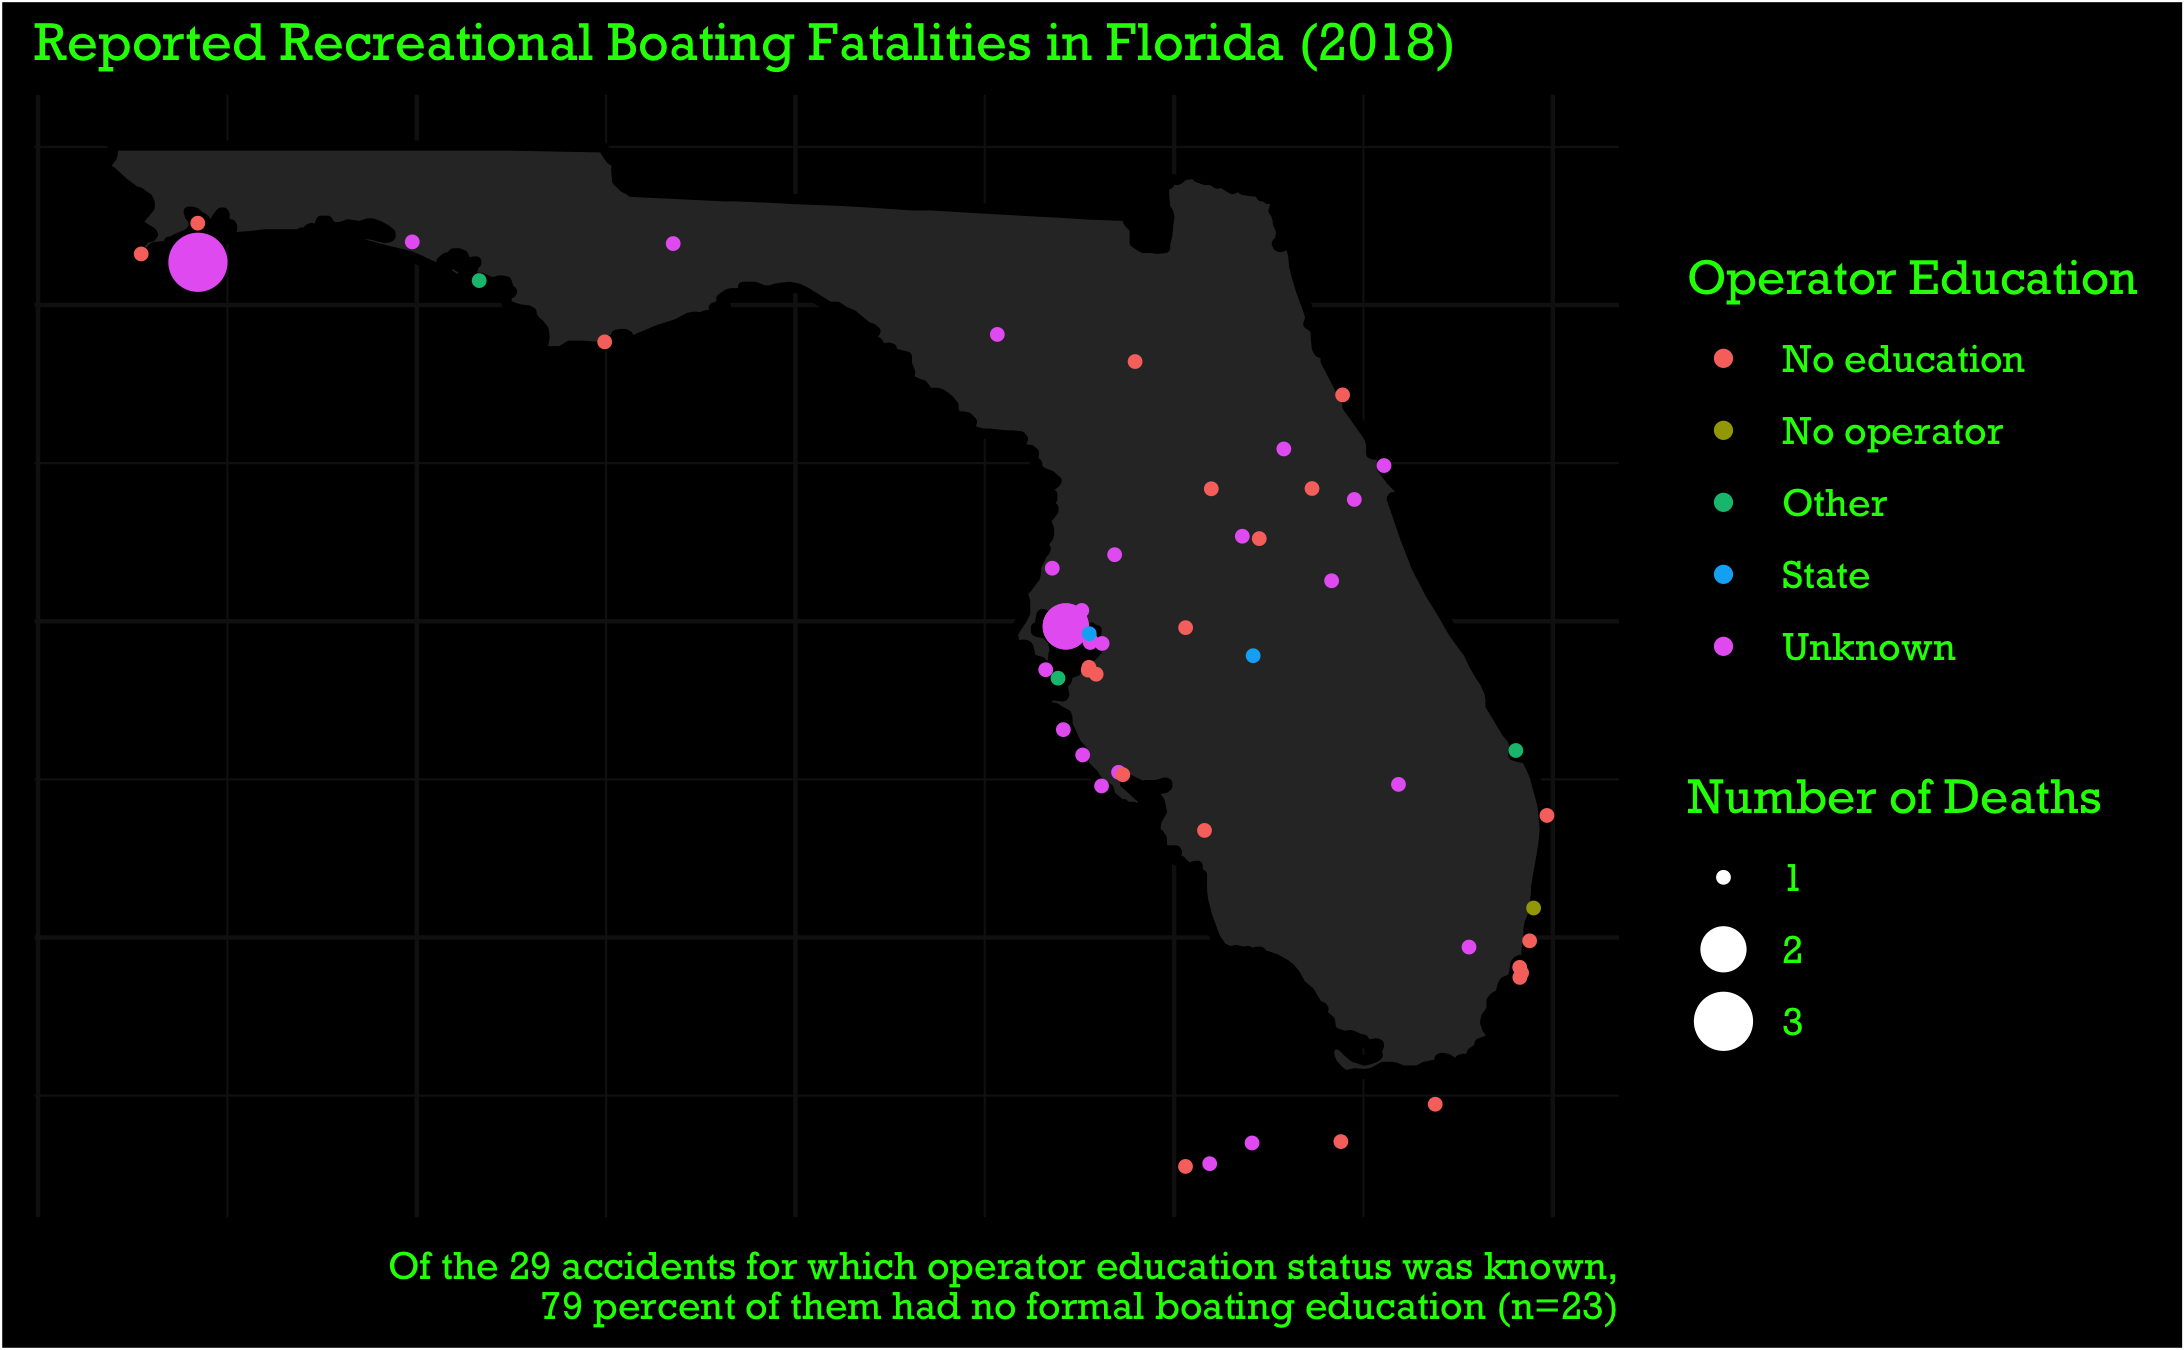 Reported Recreational Boating Fatalities in Florida (2018)
Operator Education
No education
No operator
Other
State
Unknown
Number of Deaths
1
2
3
Of the 29 accidents for which operator education status was known,
79 percent of them had no formal boating education (n=23)